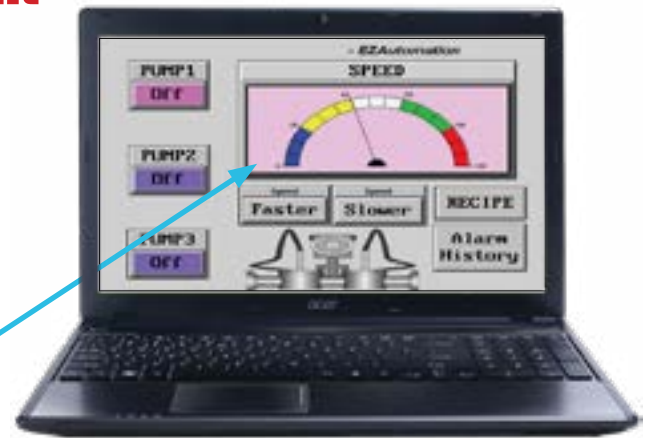 EZAutomation
PUMP1
Off
SPEED
PUMP2
Off
Speed
Faster
Speed
Slower
RECIPE
PUMP3
Off
Alarm
History
acer